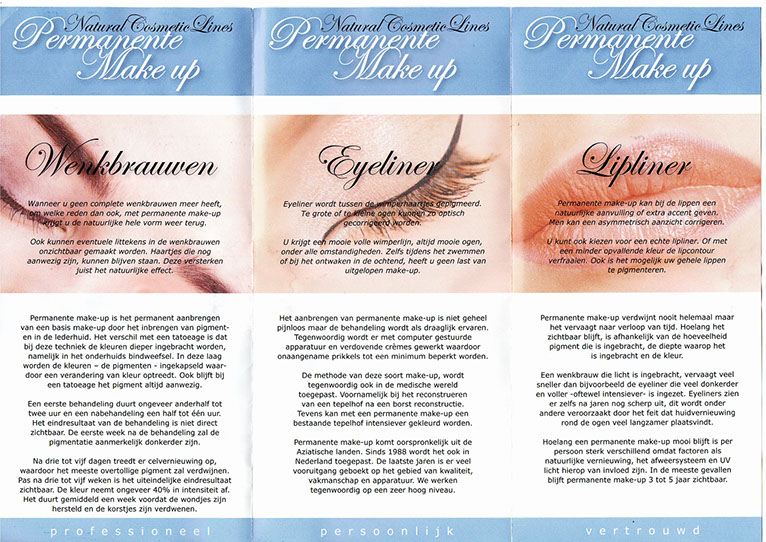 Natural Cosmetic Lines
Permanente
Make up
Wenkbrauwen
Wanneer u geen complete wenkbrauwen meer heeft,
om welke reden dan ook, met permanente make-up
krijgt u de natuurlijke hele vorm weer terug.
Ook kunnen eventuele littekens in de wenkbrauwen
onzichtbaar gemaakt worden. Haartjes die nog
aanwezig zijn, kunnen blijven staan. Deze versterken
juist het natuurlijke effect.
Permanente make-up is het permanent aanbrengen
van een basis make-up door het inbrengen van pigment-
en in de lederhuid. Het verschil met een tatoeage is dat
bij deze techniek de kleuren dieper ingebracht worden,
namelijk in het onderhuids bindweefsel. In deze laag
worden de kleuren – de pigmenten - ingekapseld waar-
door een verandering van kleur optreedt. Ook blijft bij
een tatoeage het pigment altijd aanwezig.
Een eerste behandeling duurt ongeveer anderhalf tot
twee uur en een nabehandeling een half tot één uur.
Het eindresultaat van de behandeling is niet direct
zichtbaar. De eerste week na de behandeling zal de
pigmentatie aanmerkelijk donkerder zijn.
Na drie tot vijf dagen treedt er celvernieuwing op,
waardoor het meeste overtollige pigment zal verdwijnen.
Pas na drie tot vijf weken is het uiteindelijke eindresultaat
zichtbaar. De kleur neemt ongeveer 40% in intensiteit af.
Het duurt gemiddeld een week voordat de wondjes zijn
hersteld en de korstjes zijn verdwenen.
professioneel
Natural Cosmetic Lines
Permanente
Make up
Eyeliner
Eyeliner wordt tussen de wimperhaartjes gepigmeerd.
Te grote of te kleine ogen kunnen zo optisch
gecorrigeerd worden.
U krijgt een mooie volle wimperlijn, altijd mooie ogen,
onder alle omstandigheden. Zelfs tijdens het zwemmen
of bij het ontwaken in de ochtend, heeft u geen last van
uitgelopen make-up.
Het aanbrengen van permanente make-up is niet geheel
pijnloos maar de behandeling wordt als draaglijk ervaren.
Tegenwoordig wordt er met computer gestuurde
apparatuur en verdovende crèmes gewerkt waardoor
onaangename prikkels tot een minimum beperkt worden.
De methode van deze soort make-up, wordt
tegenwoordig ook in de medische wereld
toegepast. Voornamelijk bij het reconstrueren
van een tepelhof na een borst reconstructie.
Tevens kan met een permanente make-up een
bestaande tepelhof intensiever gekleurd worden.
Permanente make-up komt oorspronkelijk uit de
Aziatische landen. Sinds 1988 wordt het ook in
Nederland toegepast. De laatste jaren is er veel
vooruitgang geboekt op het gebied van kwaliteit,
vakmanschap en apparatuur. We werken
tegenwoordig op een zeer hoog niveau.
persoonlijk
Natural Cosmetic Lines
Permanente
Make up
Lipliner
Permanente make-up kan bij de lippen een
natuurlijke aanvulling of extra accent geven.
Men kan een asymmetrisch aanzicht corrigeren.
U kunt ook kiezen voor een echte lipliner. Of met
een minder opvallende kleur de lipcontour
verfraaien. Ook is het mogelijk uw gehele lippen
te pigmenteren.
Permanente make-up verdwijnt nooit helemaal maar
het vervaagt naar verloop van tijd. Hoelang het
zichtbaar blijft, is afhankelijk van de hoeveelheid
pigment die is ingebracht, de diepte waarop het
is ingebracht en de kleur.
Een wenkbrauw die licht is ingebracht, vervaagt veel
sneller dan bijvoorbeeld de eyeliner die veel donkerder
en voller -oftewel intensiever- is ingezet. Eyeliners zien
er zelfs na jaren nog scherp uit, dit wordt onder
andere veroorzaakt door het feit dat huidvernieuwing
rond de ogen veel langzamer plaatsvindt.
Hoelang een permanente make-up mooi blijft is per
persoon sterk verschillend omdat factoren als
natuurlijke vernieuwing, het afweersysteem en UV
licht hierop van invloed zijn. In de meeste gevallen
blijft permanente make-up 3 tot 5 jaar zichtbaar.
vertrouwd